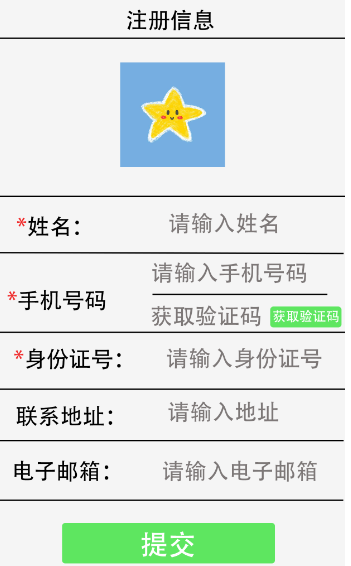 注册信息
*姓名： 请输入姓名
请输入手机号码
*手机号码
获取验证码 获取验证码
*身份证号： 请输入身份证号
联系地址： 请输入地址
电子邮箱： 请输入电子邮箱
提交